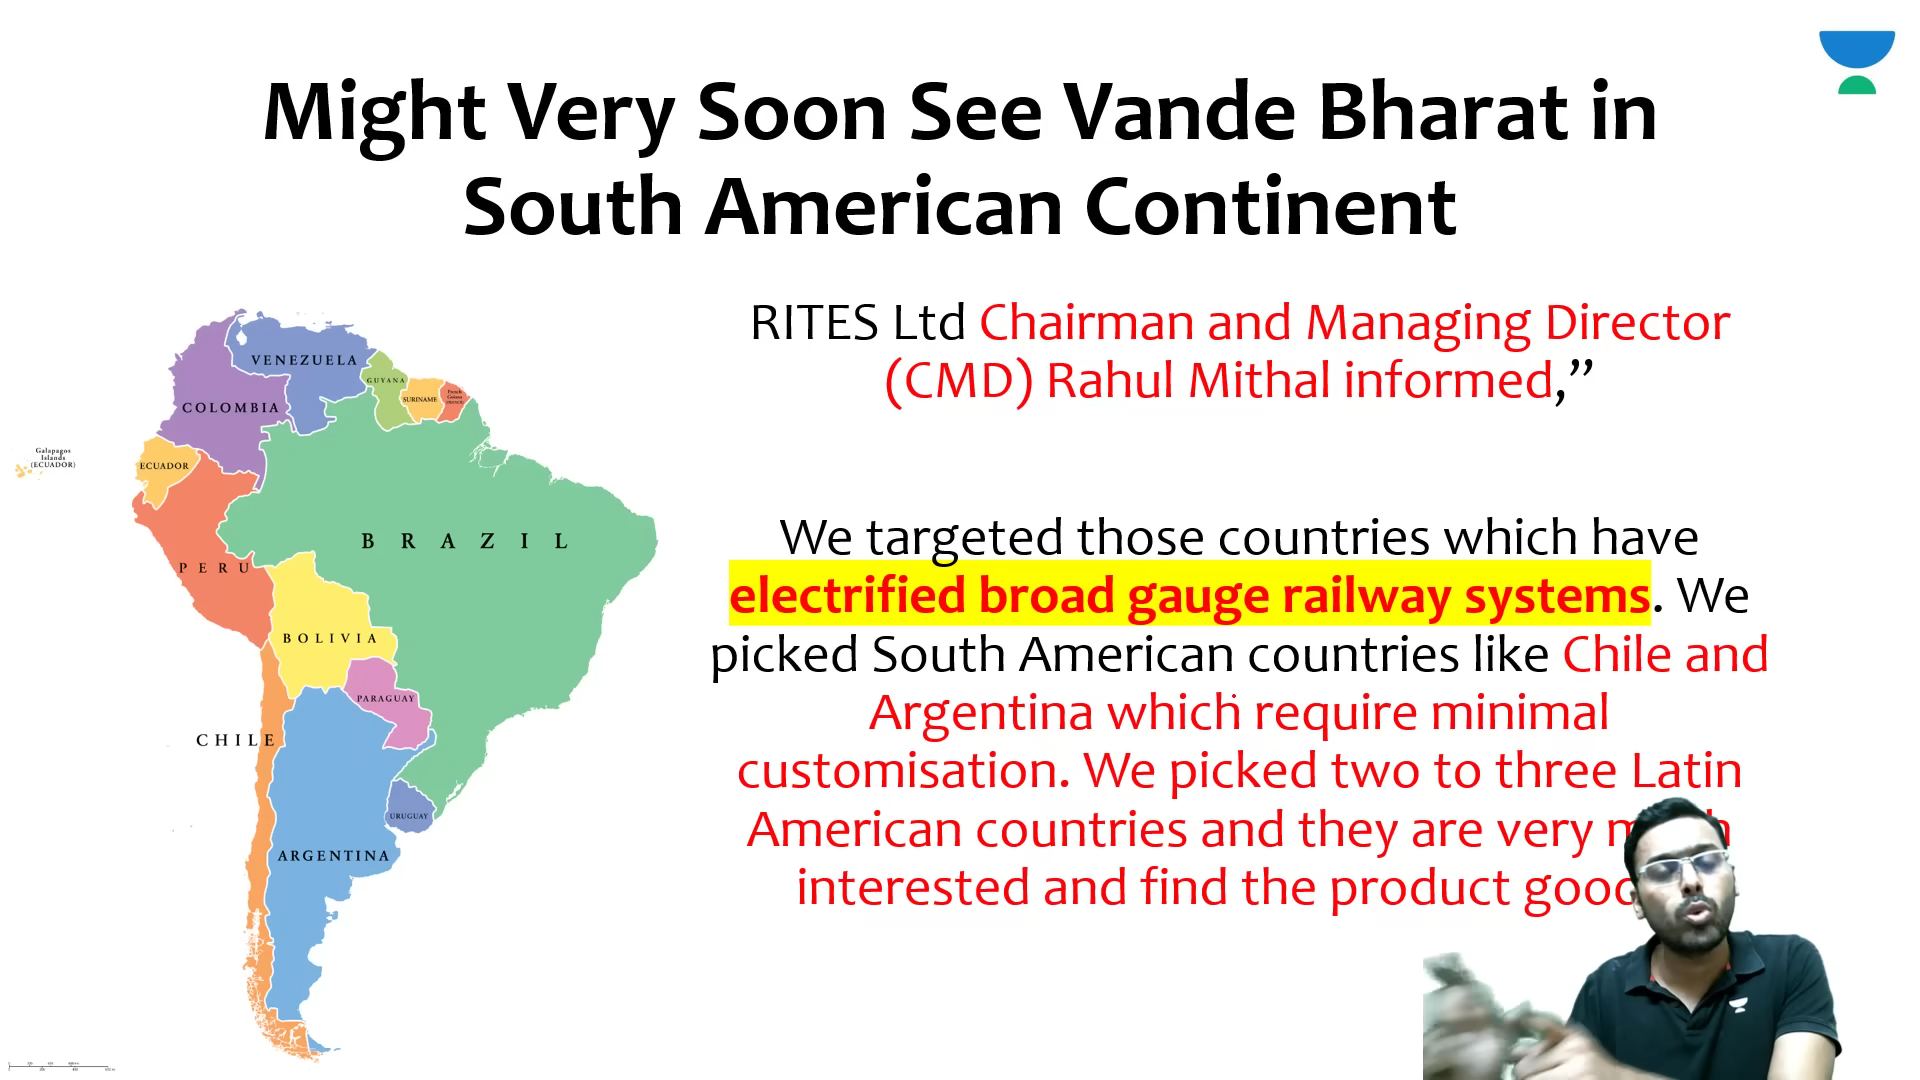 Might Very Soon See Vande Bharat in
South American Continent
RITES Ltd Chairman and Managing Director
(CMD) Rahul Mithal informed,”
We targeted those countries which have
electrified broad gauge railway systems. We
picked South American countries like Chile and
Argentina which require minimal
customisation. We picked two to three Latin
American countries and they are very
interested and find the product
VENEZUELA
GUYANA
SURINAME
COLOMBIA
Galapagos
Islands
(ECUADOR)
ECUADOR
BRAZIL
PERU
BOLIVIA
PARAGUAY
CHILE
URUGUAY
ARGENTINA